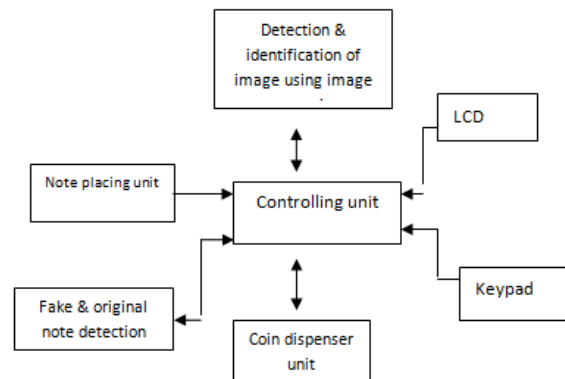 Detection &
identification of
image using image
LCD
Note placing unit
Controlling unit
Fake & original
note detection
Keypad
Coin dispenser
unit